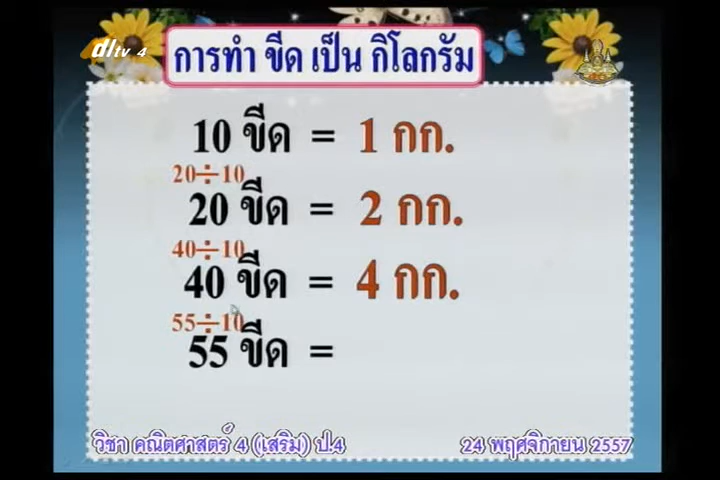 dltv 4
การทำ ขีด เป็น กิโลกรัม
10 ขีด = 1 กก.
20÷10
20 ขีด = 2 กก.
40÷10
40 ขีด = 4 กก.
55÷10
55 ขีด =
วิชา คณิตศาสตร์ 4 (เสริม) ป.4
24 พฤศจิกายน 2557